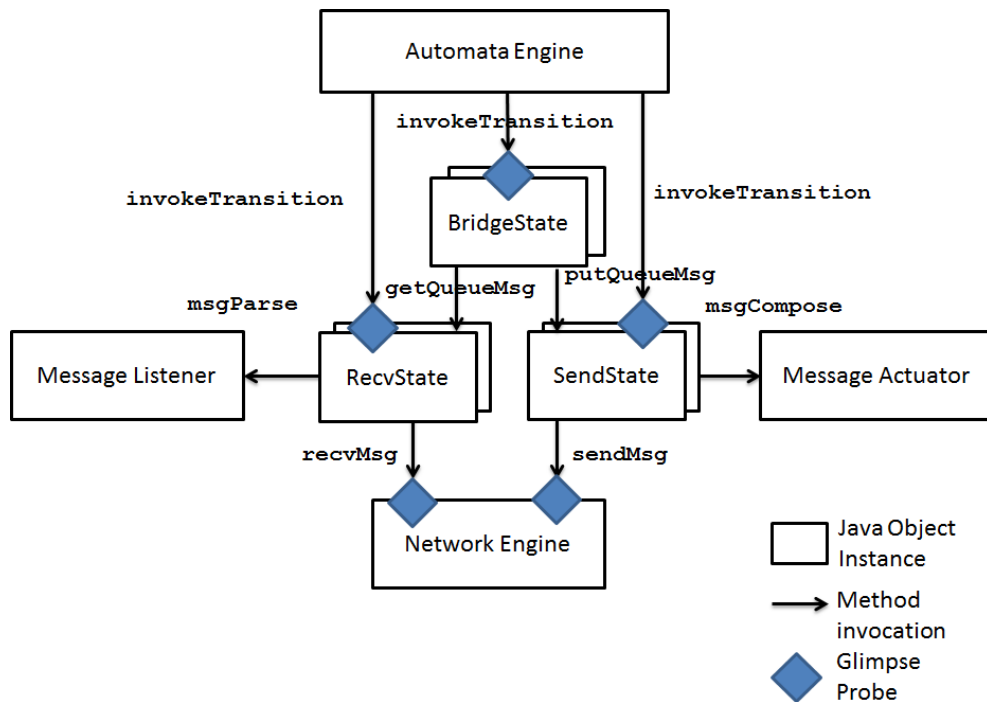 Automata Engine
invokeTransition
invokeTransition
invokeTransition
BridgeState
getQueueMsg
putQueueMsg
msgParse
msgCompose
Message Listener
RecvState
SendState
Message Actuator
recvMsg
sendMsg
Network Engine
Java Object
Instance
Method
invocation
Glimpse
Probe